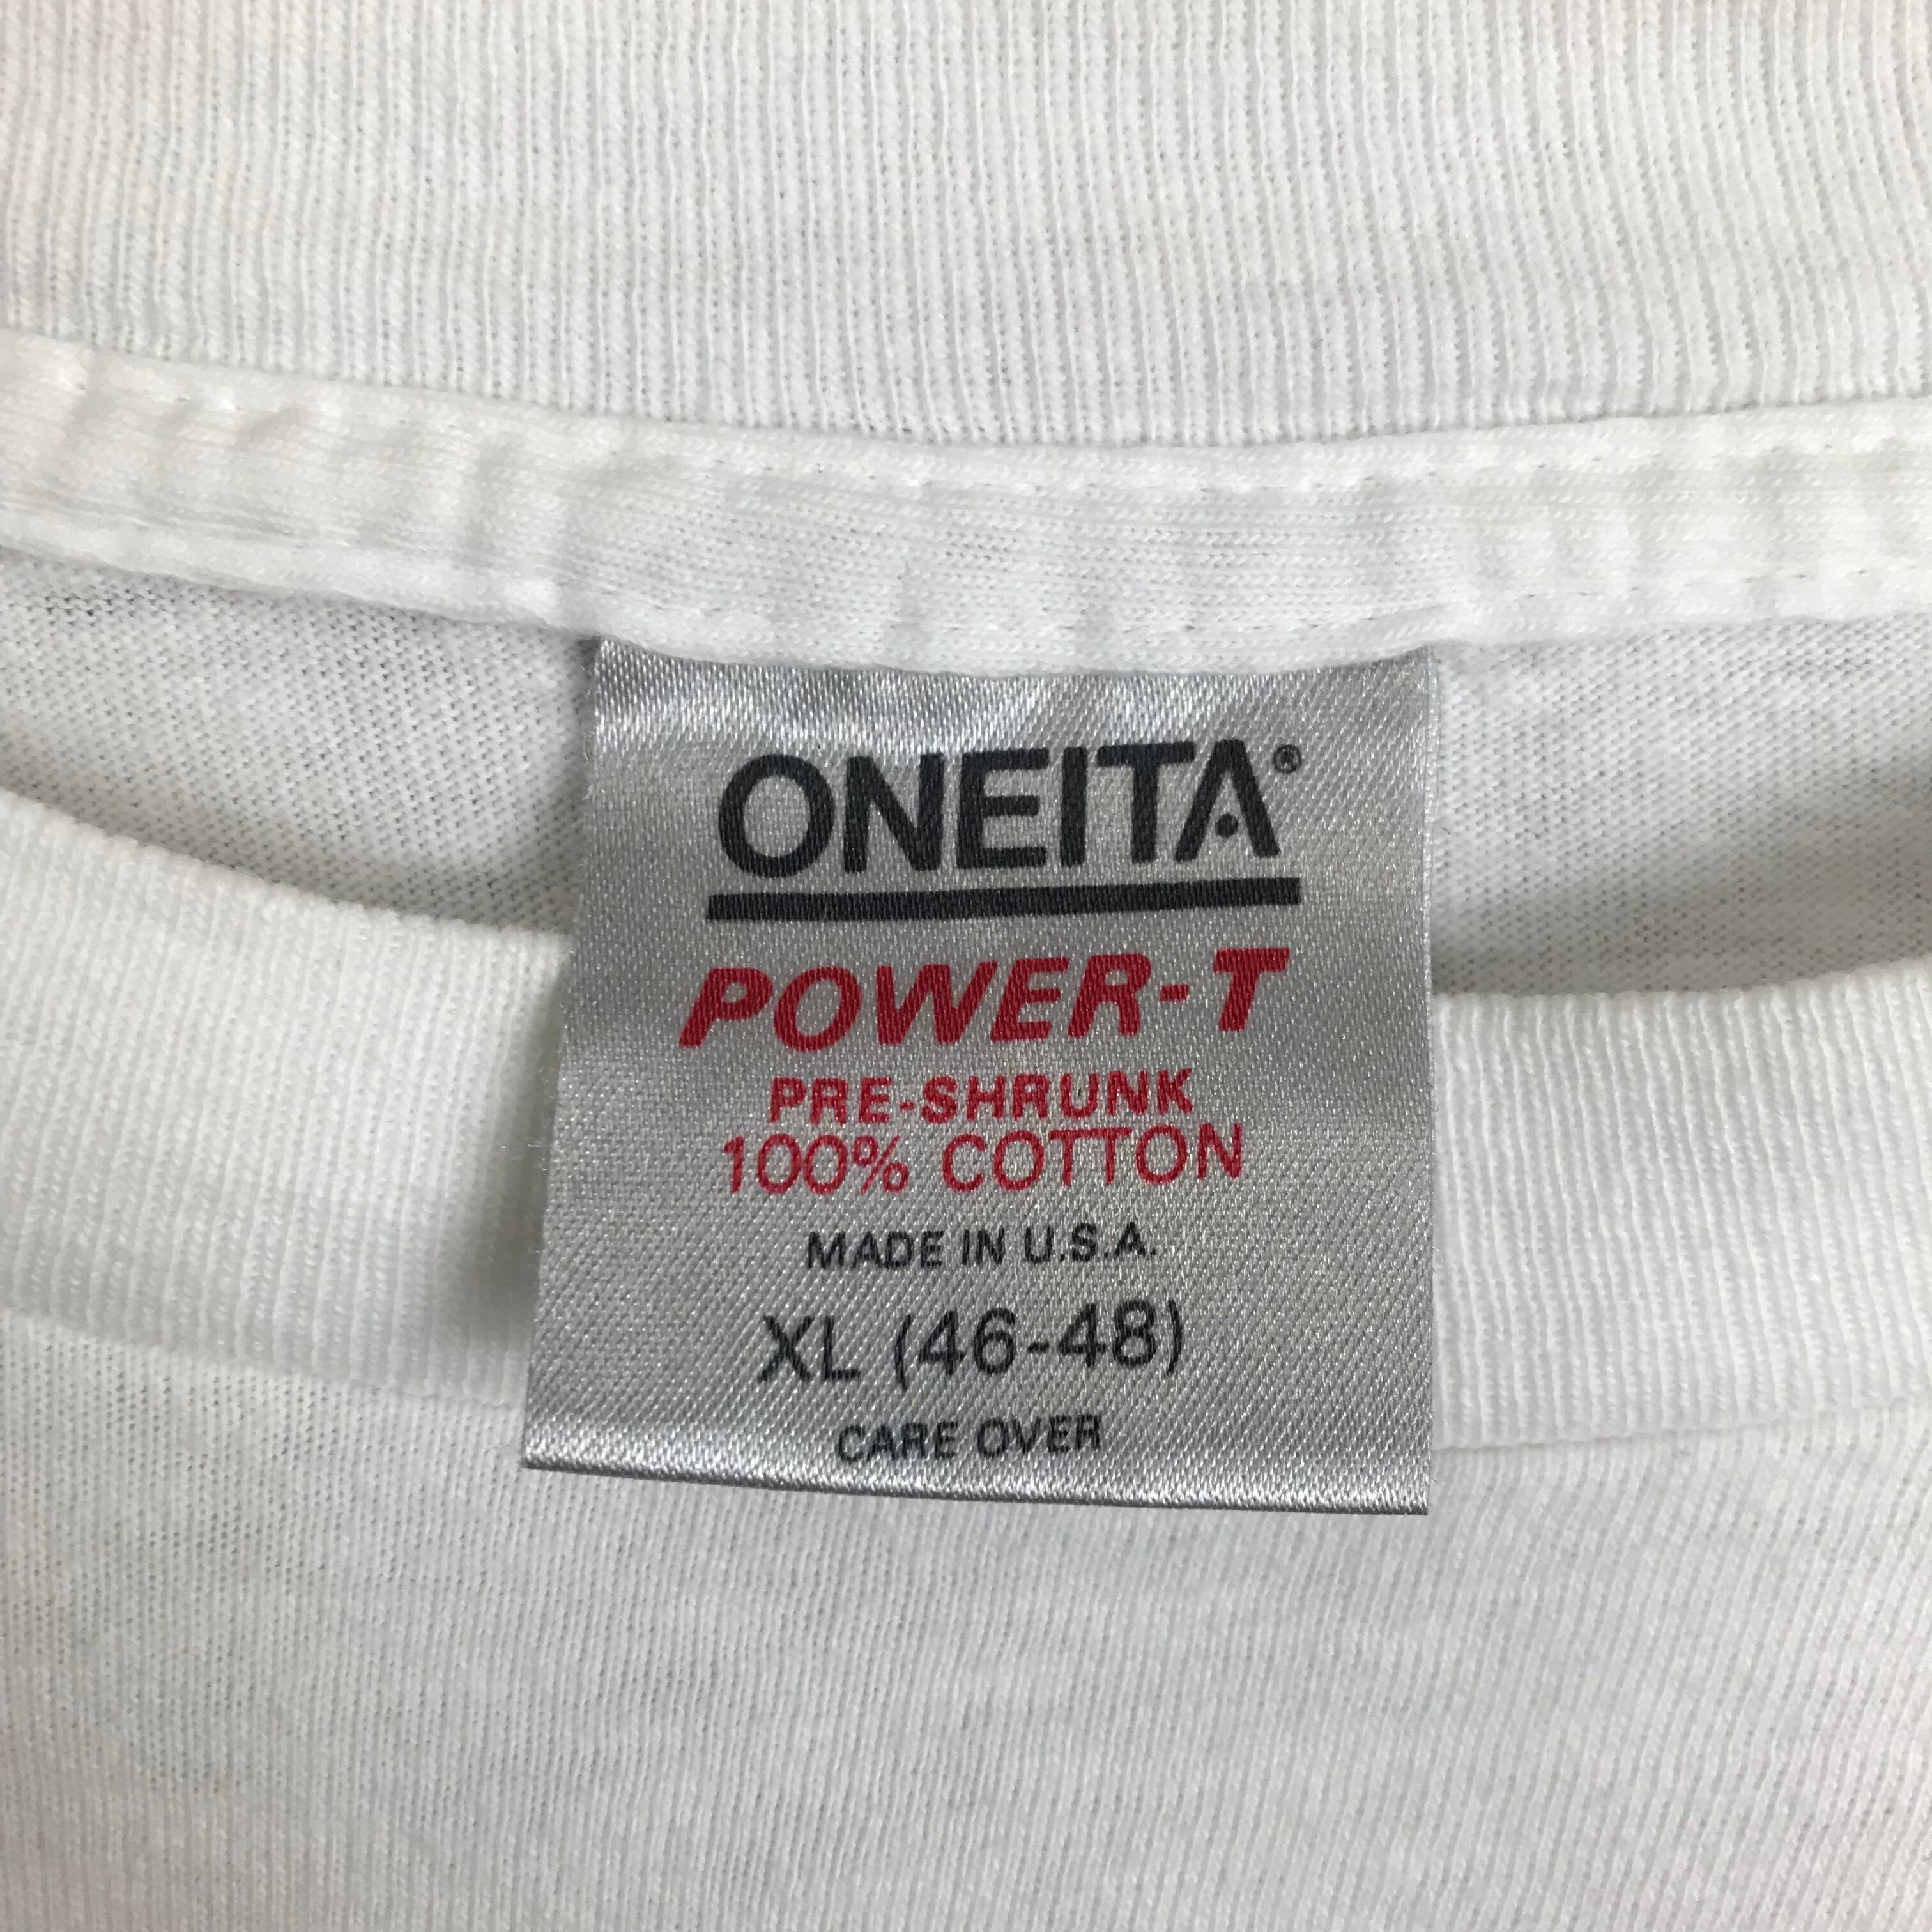 ONEITA®
POWER-T
PRE-SHRUNK
100% COTTON
MADE IN U.S.A.
XL (46-48)
CARE OVER